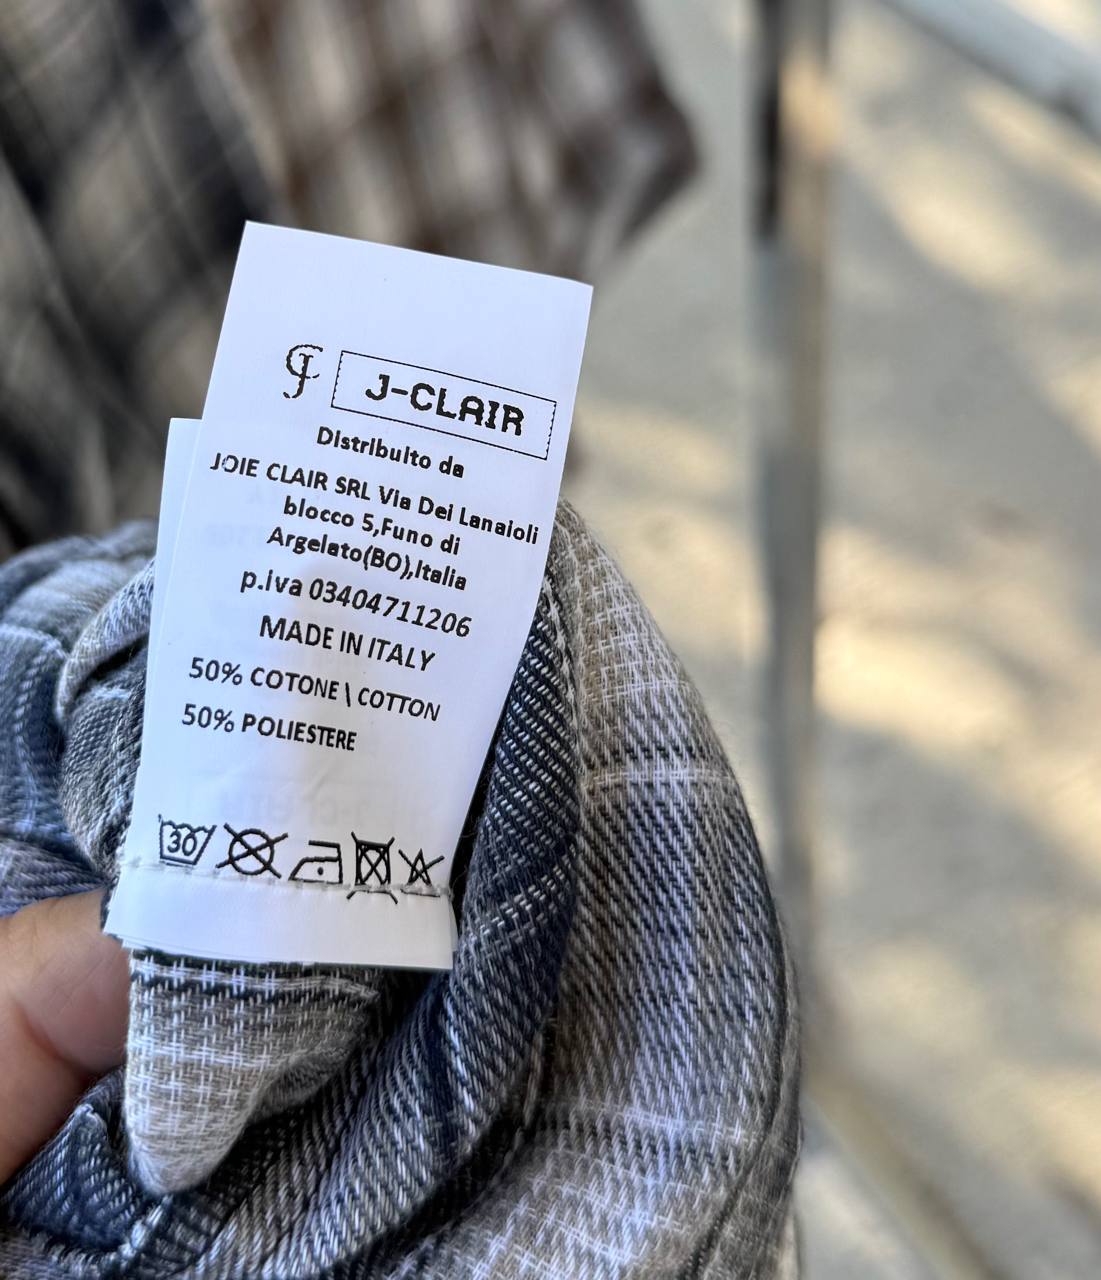 J-CLAIR
Distribuito da
JOIE CLAIR SRL Via Dei Lanaioli
blocco 5,Funo di
Argelato(BO),Italia
p.iva 03404711206
MADE IN ITALY
50% COTONE \ COTTON
50% POLIESTERE
30